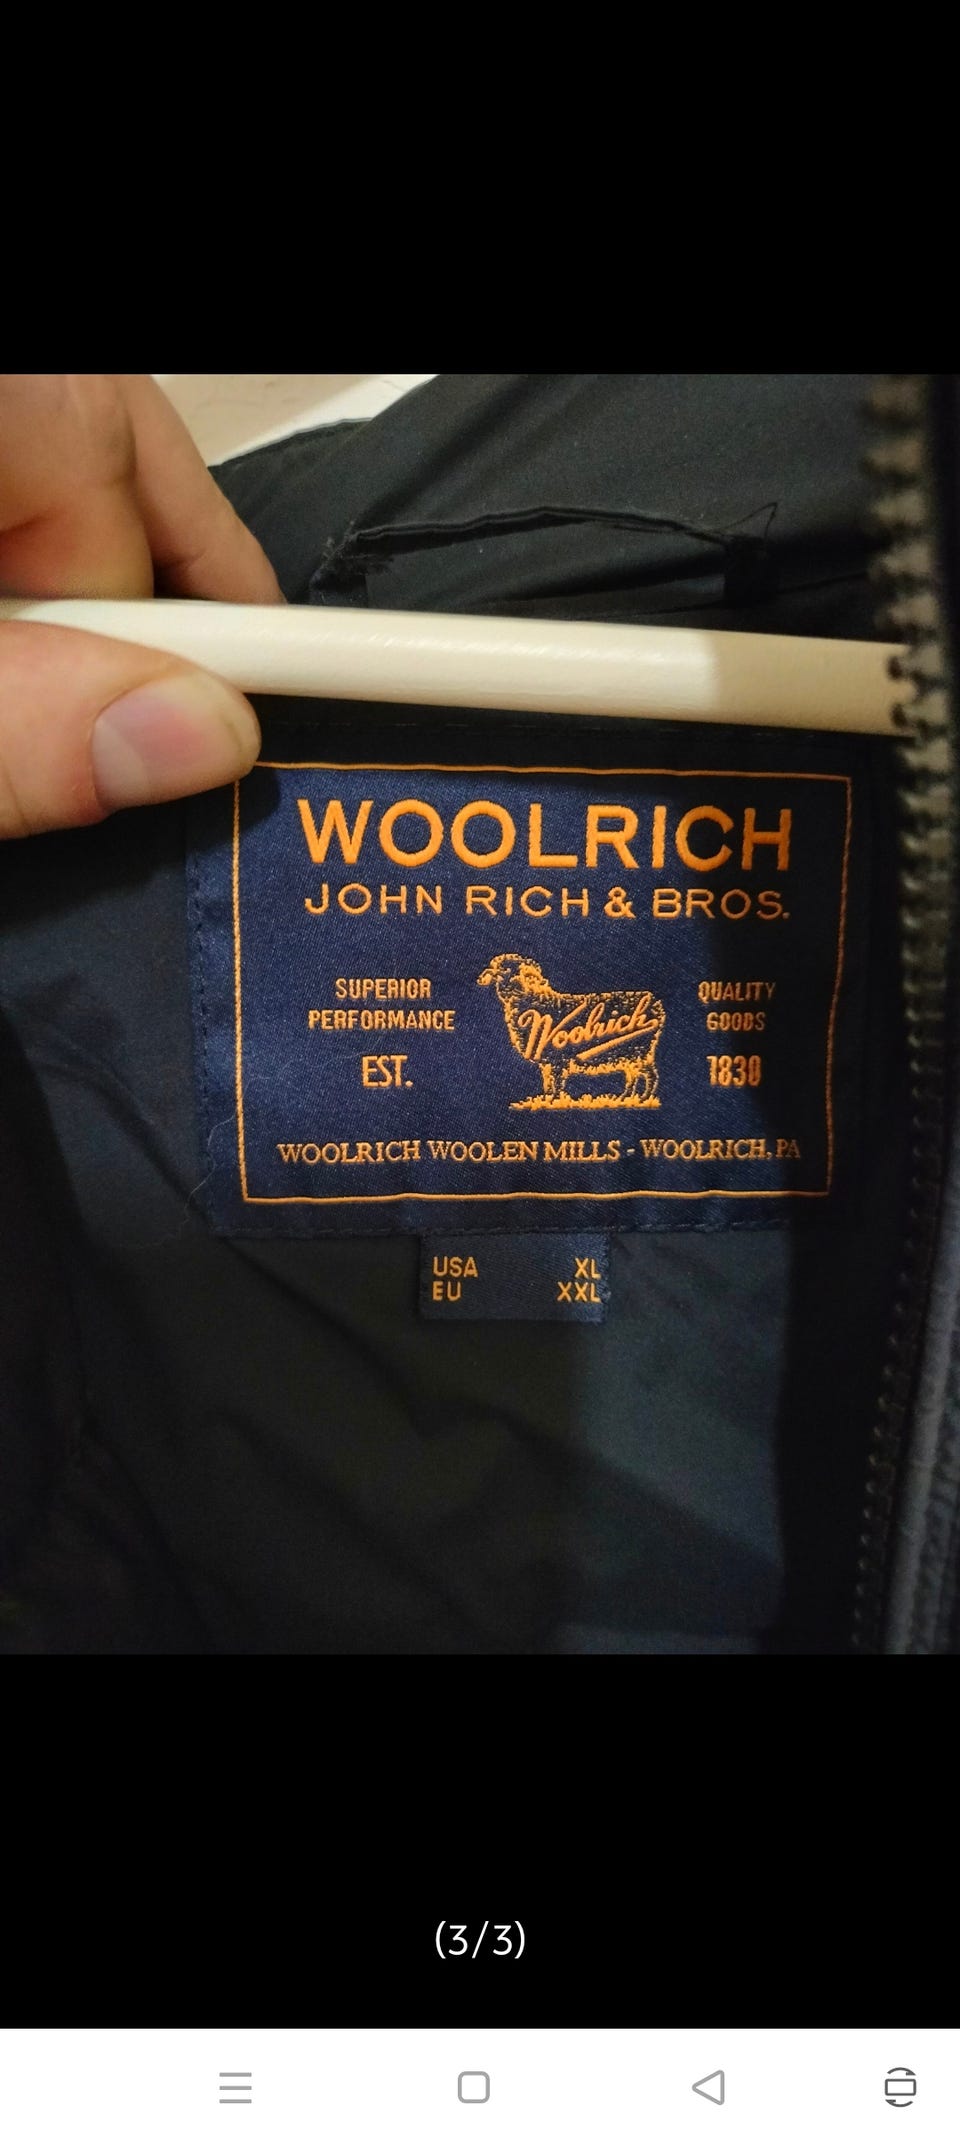 WOOLRICH
JOHN RICH & BROS.
SUPERIOR
PERFORMANCE
EST.
Woolrich
QUALITY
GOODS
1830
WOOLRICH WOOLEN MILLS - WOOLRICH, PA
USA XL
EU XXL
(3/3)